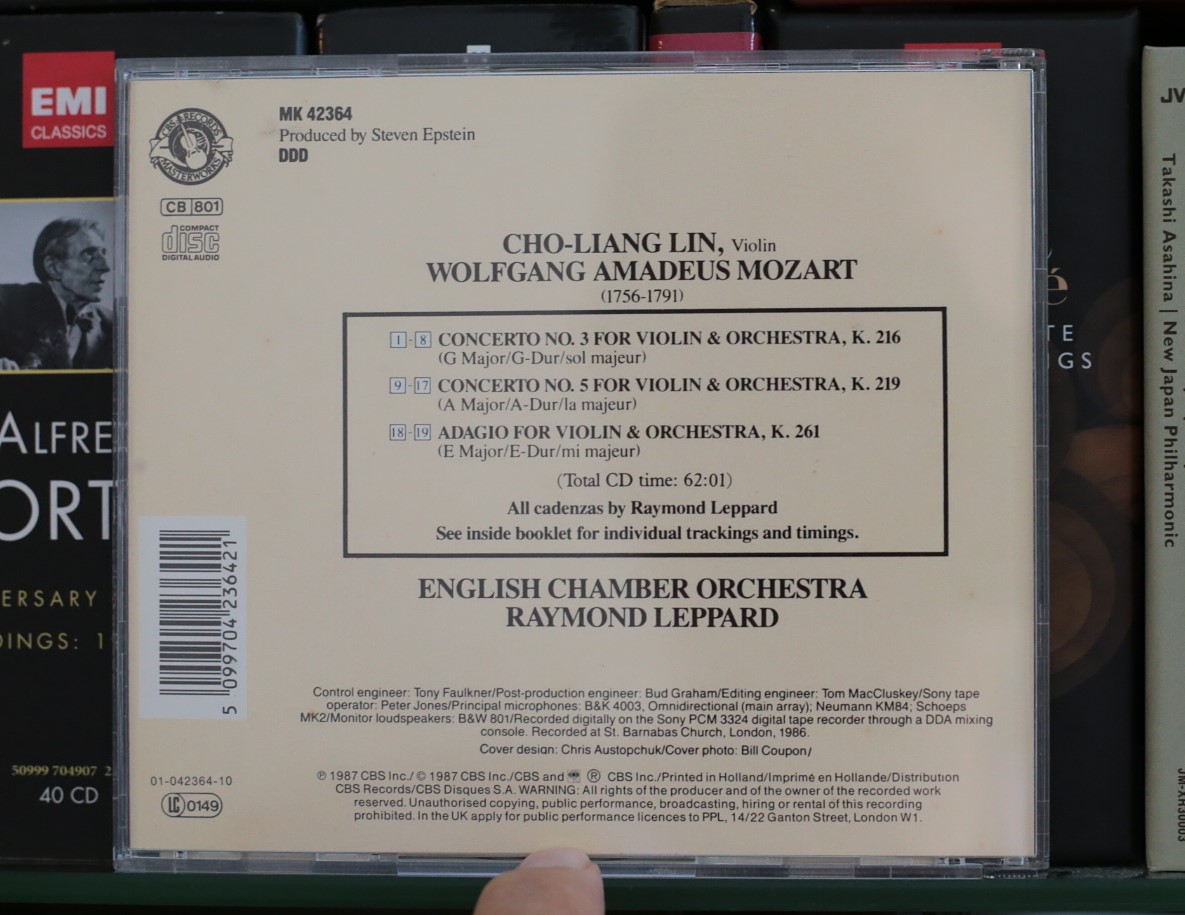 EMI
CLASSICS
ALFRE
ORT
ERSARY
DINGS: 1
50999 704907 2
40 CD
CBS RECORDS
MASTERWORKS
MK 42364
Produced by Steven Epstein
DDD
CB 801
COMPACT
disc
DIGITAL AUDIO
CHO-LIANG LIN, Violin
WOLFGANG AMADEUS MOZART
(1756-1791)
1 - 8 CONCERTO NO. 3 FOR VIOLIN & ORCHESTRA, K. 216
(G Major/G-Dur/sol majeur)
9 - 17 CONCERTO NO. 5 FOR VIOLIN & ORCHESTRA, K. 219
(A Major/A-Dur/la majeur)
18 - 19 ADAGIO FOR VIOLIN & ORCHESTRA, K. 261
(E Major/E-Dur/mi majeur)
(Total CD time: 62:01)
All cadenzas by Raymond Leppard
See inside booklet for individual trackings and timings.
ENGLISH CHAMBER ORCHESTRA
RAYMOND LEPPARD
5 099704 236421
Control engineer: Tony Faulkner/Post-production engineer: Bud Graham/Editing engineer: Tom MacCluskey/Sony tape
operator: Peter Jones/Principal microphones: B&K 4003, Omnidirectional (main array); Neumann KM84; Schoeps
MK2/Monitor loudspeakers: B&W 801/Recorded digitally on the Sony PCM 3324 digital tape recorder through a DDA mixing
console. Recorded at St. Barnabas Church, London, 1986.
Cover design: Chris Austopchuk/Cover photo: Bill Coupon/
01-042364-10
LC 0149
℗ 1987 CBS Inc./© 1987 CBS Inc./CBS and ® CBS Inc./Printed in Holland/Imprimé en Hollande/Distribution
CBS Records/CBS Disques S.A. WARNING: All rights of the producer and of the owner of the recorded work
reserved. Unauthorised copying, public performance, broadcasting, hiring or rental of this recording
prohibited. In the UK apply for public performance licences to PPL, 14/22 Ganton Street, London W1.
é
TE
GS
JV
Takashi Asahina | New Japan Philharmonic
JM-XR30003